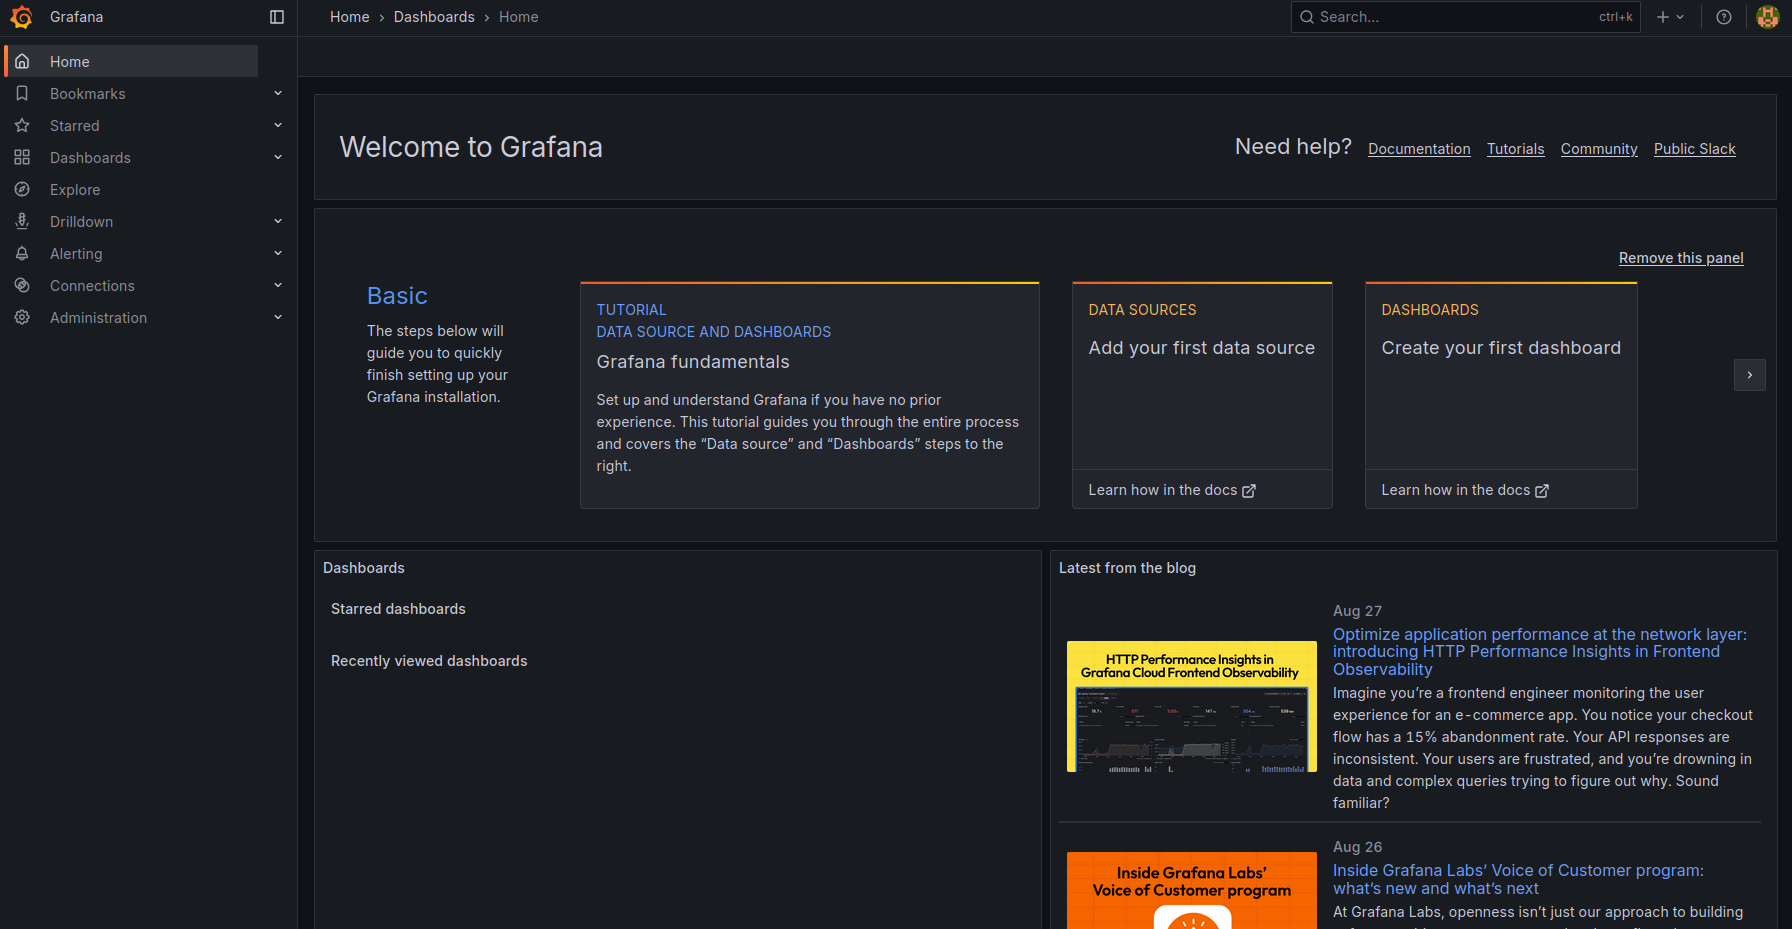 Grafana
Home › Dashboards › Home
Search...
ctrl+k
Home
Bookmarks
Starred
Dashboards
Explore
Drilldown
Alerting
Connections
Administration
Welcome to Grafana
Need help?
Documentation
Tutorials
Community
Public Slack
Remove this panel
Basic
The steps below will
guide you to quickly
finish setting up your
Grafana installation.
TUTORIAL
DATA SOURCE AND DASHBOARDS
Grafana fundamentals
Set up and understand Grafana if you have no prior
experience. This tutorial guides you through the entire process
and covers the “Data source” and “Dashboards” steps to the
right.
DATA SOURCES
Add your first data source
Learn how in the docs
DASHBOARDS
Create your first dashboard
Learn how in the docs
Dashboards
Starred dashboards
Recently viewed dashboards
Latest from the blog
HTTP Performance Insights in
Grafana Cloud Frontend Observability
Aug 27
Optimize application performance at the network layer:
introducing HTTP Performance Insights in Frontend
Observability
Imagine you’re a frontend engineer monitoring the user
experience for an e-commerce app. You notice your checkout
flow has a 15% abandonment rate. Your API responses are
inconsistent. Your users are frustrated, and you’re drowning in
data and complex queries trying to figure out why. Sound
familiar?
Inside Grafana Labs’
Voice of Customer program
Aug 26
Inside Grafana Labs’ Voice of Customer program:
what’s new and what’s next
At Grafana Labs, openness isn’t just our approach to building